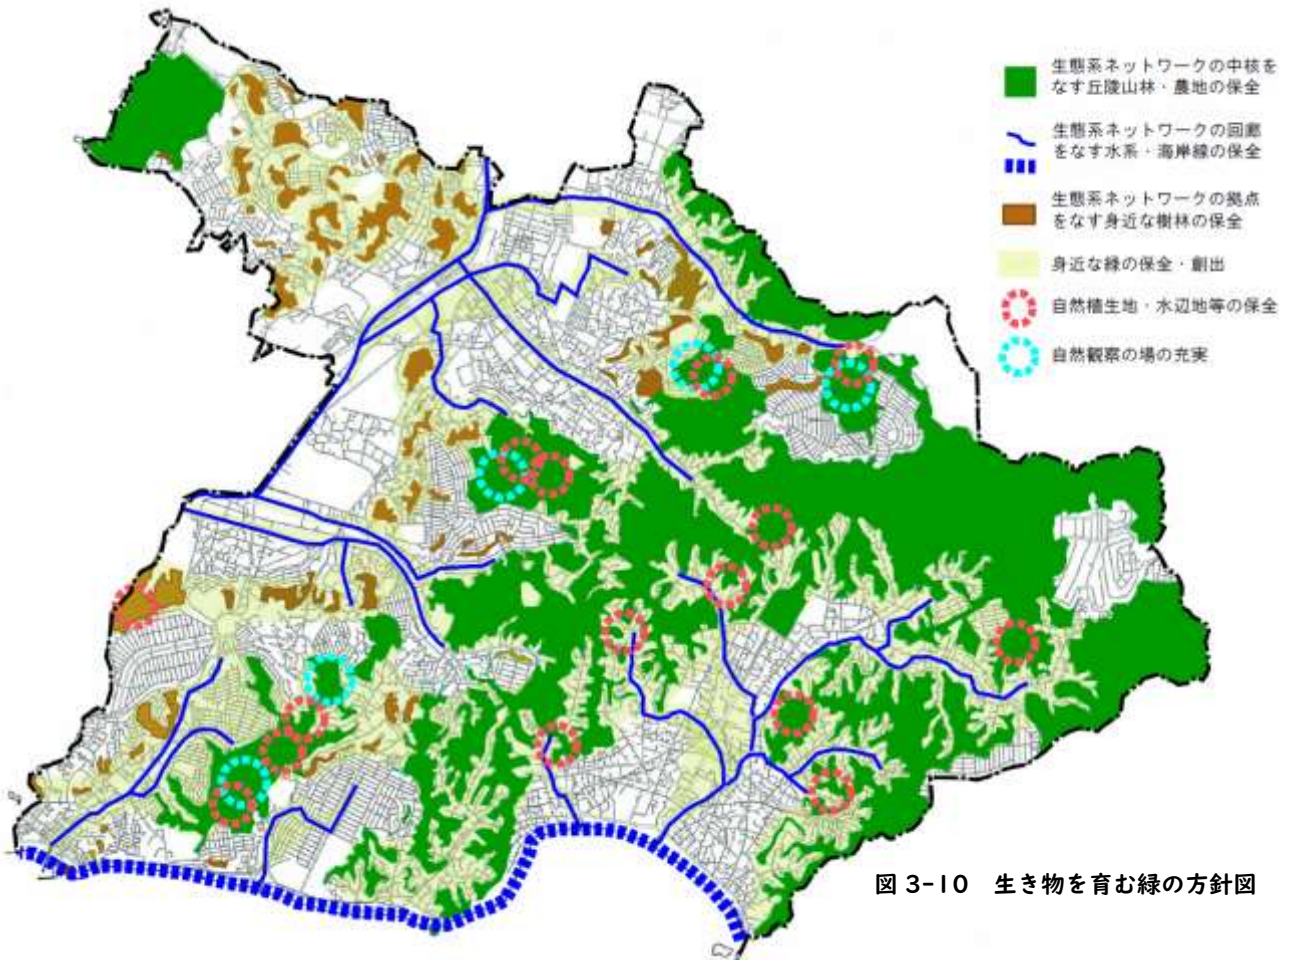 生態系ネットワークの中核を
なす丘陵山林・農地の保全
生態系ネットワークの回廊
をなす水系・海岸線の保全
生態系ネットワークの拠点
をなす身近な樹林の保全
身近な緑の保全・創出
自然植生地・水辺地等の保全
自然観察の場の充実
図 3-10 生き物を育む緑の方針図